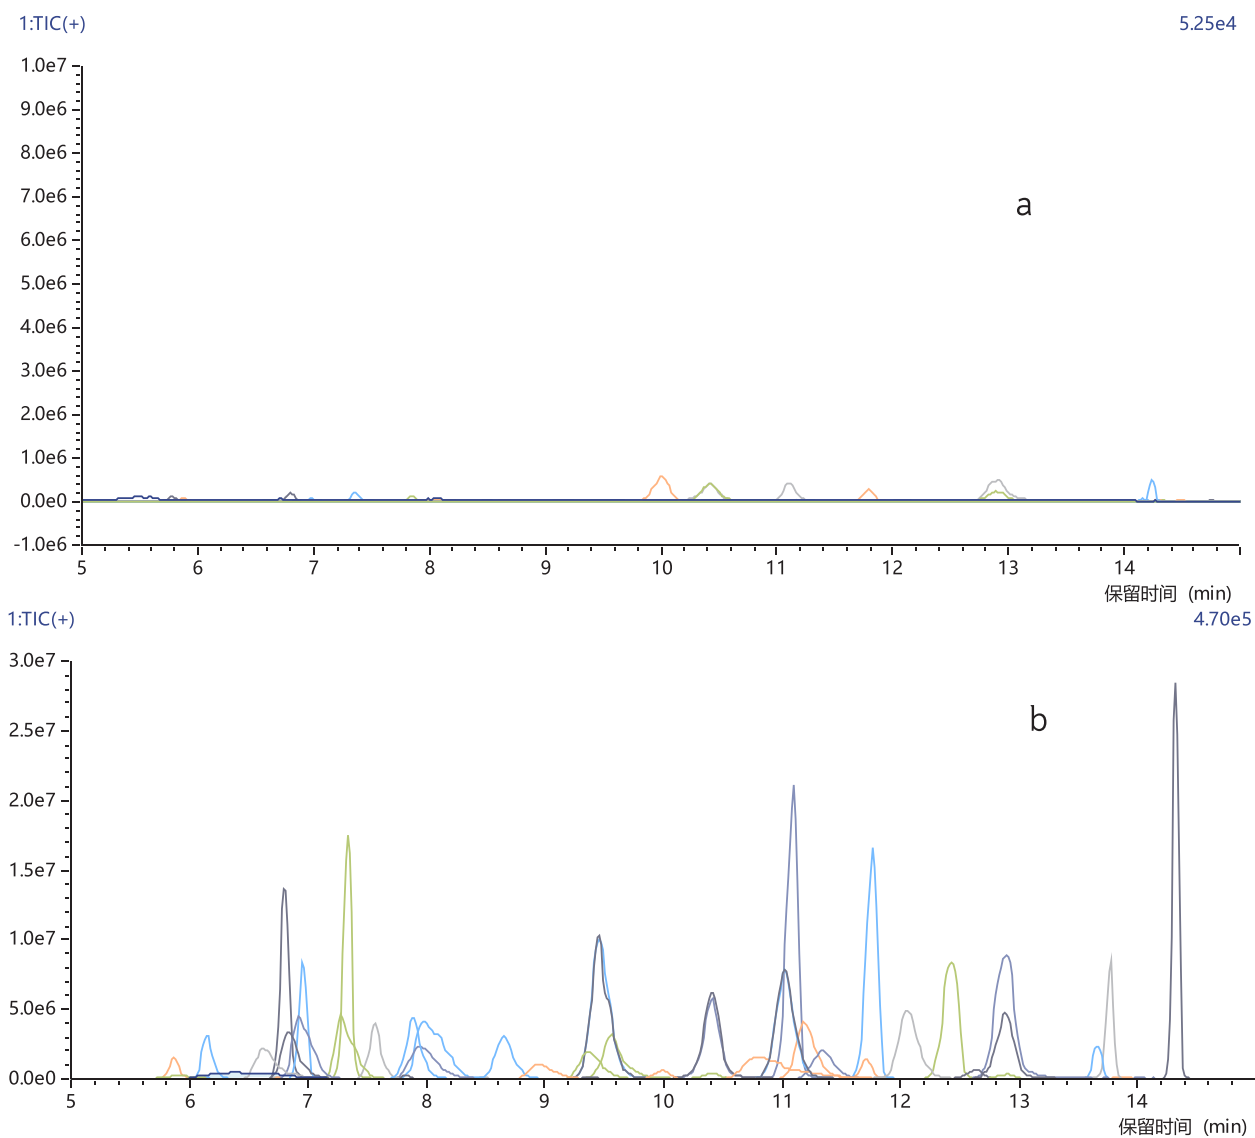 1:TIC(+) 5.25e4
1.0e7
9.0e6
8.0e6
7.0e6
a
6.0e6
5.0e6
4.0e6
3.0e6
2.0e6
1.0e6
0.0e0
-1.0e6
5 6 7 8 9 10 11 12 13 14
保留时间 (min)
1:TIC(+) 4.70e5
3.0e7
b
2.5e7
2.0e7
1.5e7
1.0e7
5.0e6
0.0e0
5 6 7 8 9 10 11 12 13 14
保留时间 (min)